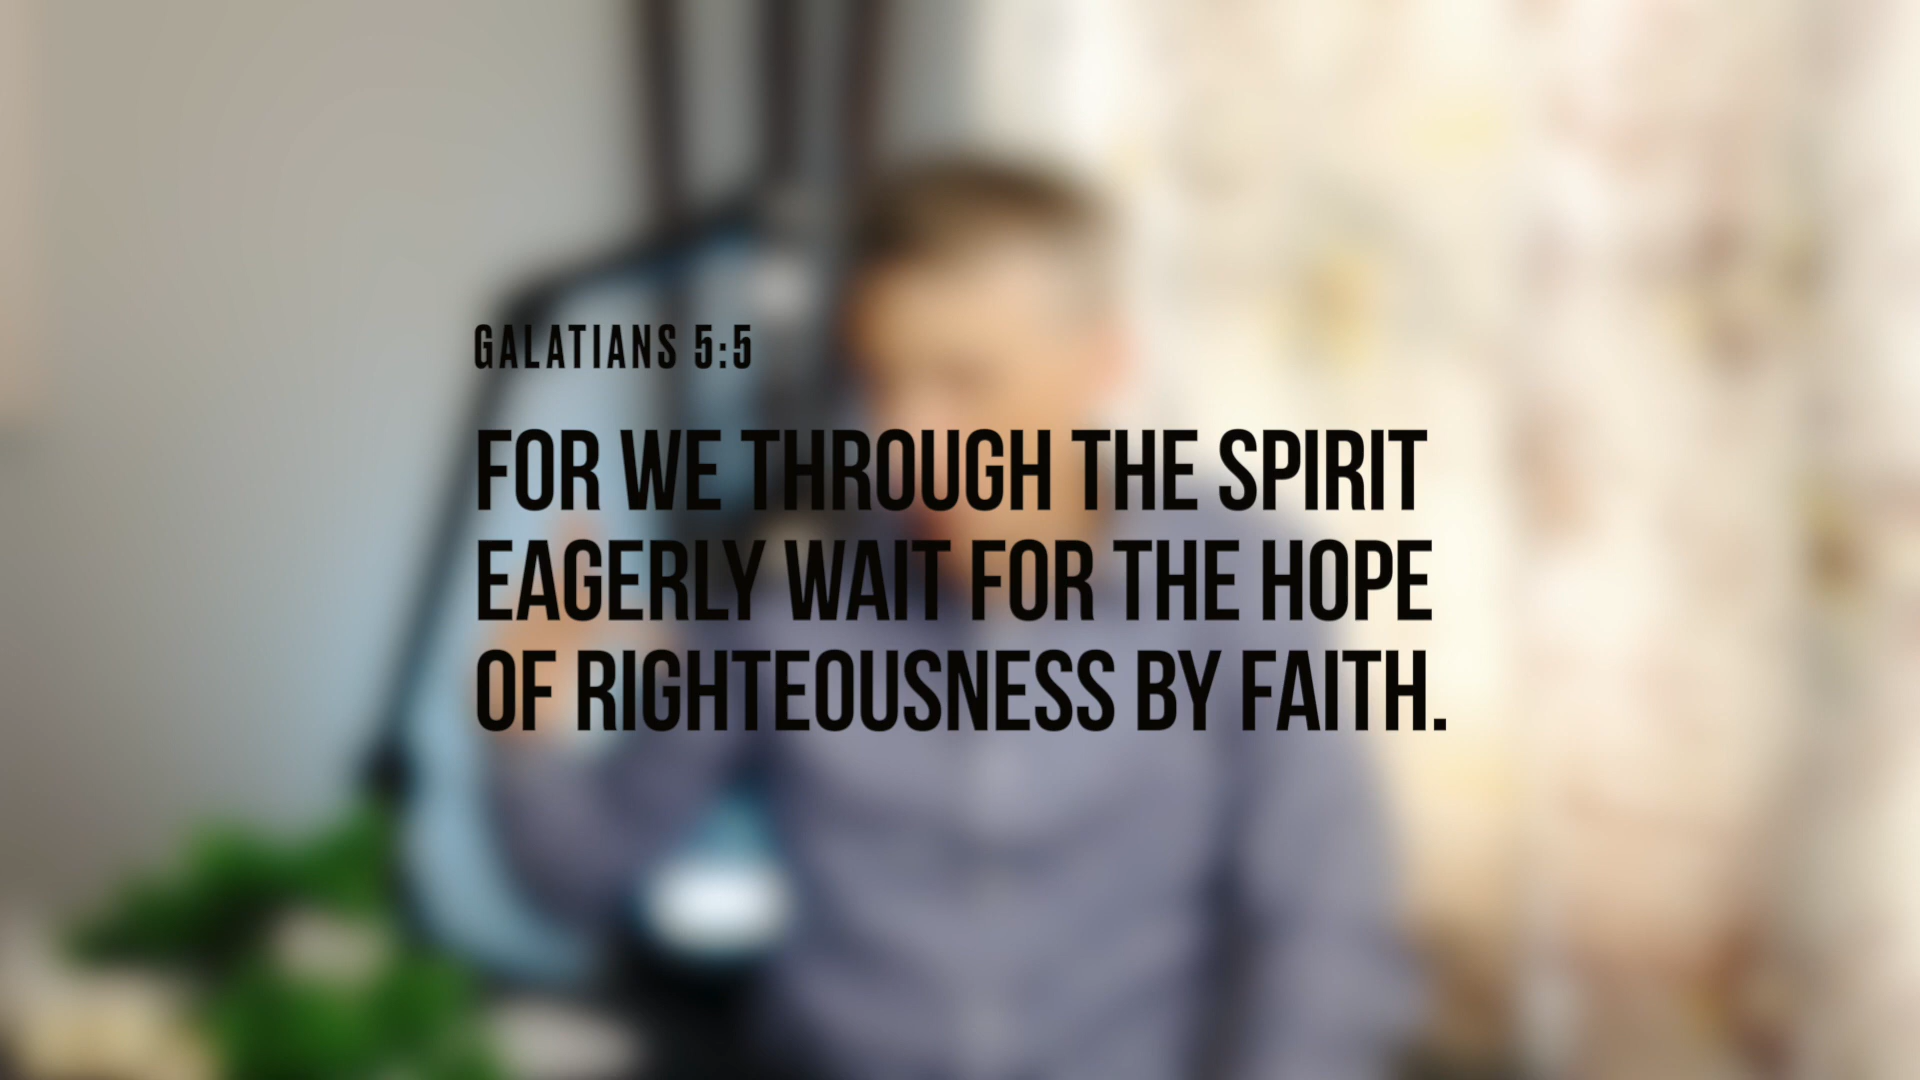 GALATIANS 5:5
FOR WE THROUGH THE SPIRIT
EAGERLY WAIT FOR THE HOPE
OF RIGHTEOUSNESS BY FAITH.